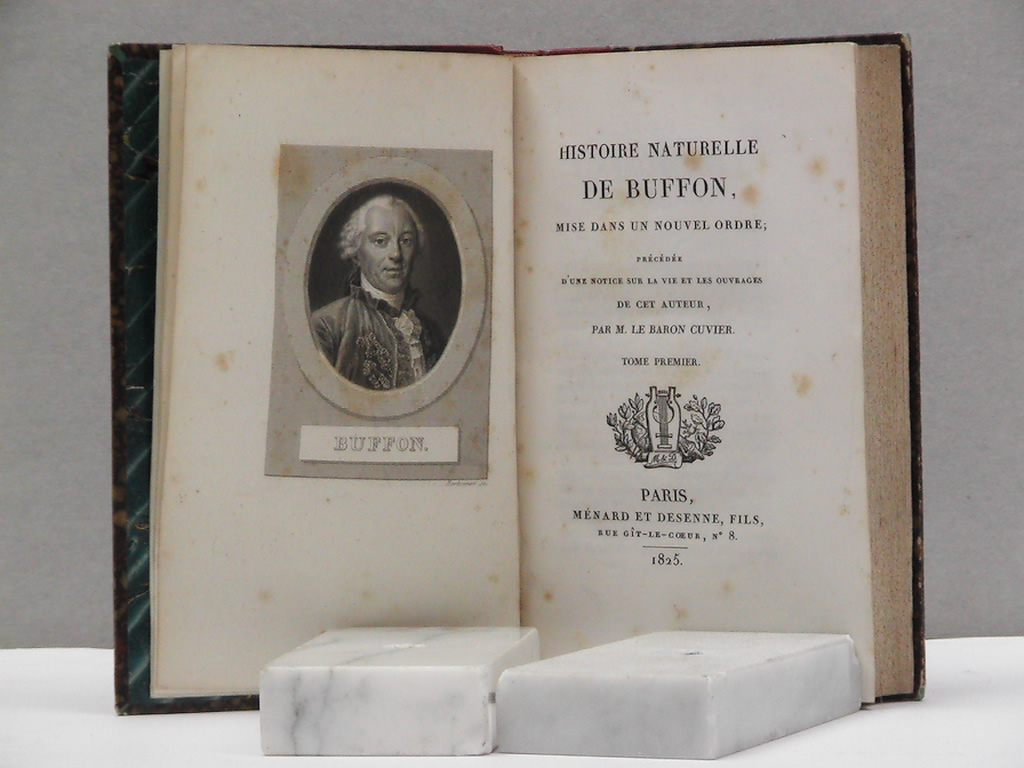 BUFFON.
HISTOIRE NATURELLE
DE BUFFON,
MISE DANS UN NOUVEL ORDRE;
PRÉCÉDÉE
D'UNE NOTICE SUR LA VIE ET LES OUVRAGES
DE CET AUTEUR,
PAR M. LE BARON CUVIER.
TOME PREMIER.
M & D
PARIS,
MÉNARD ET DESENNE, FILS,
RUE GÎT-LE-CŒUR, N° 8.
1825.